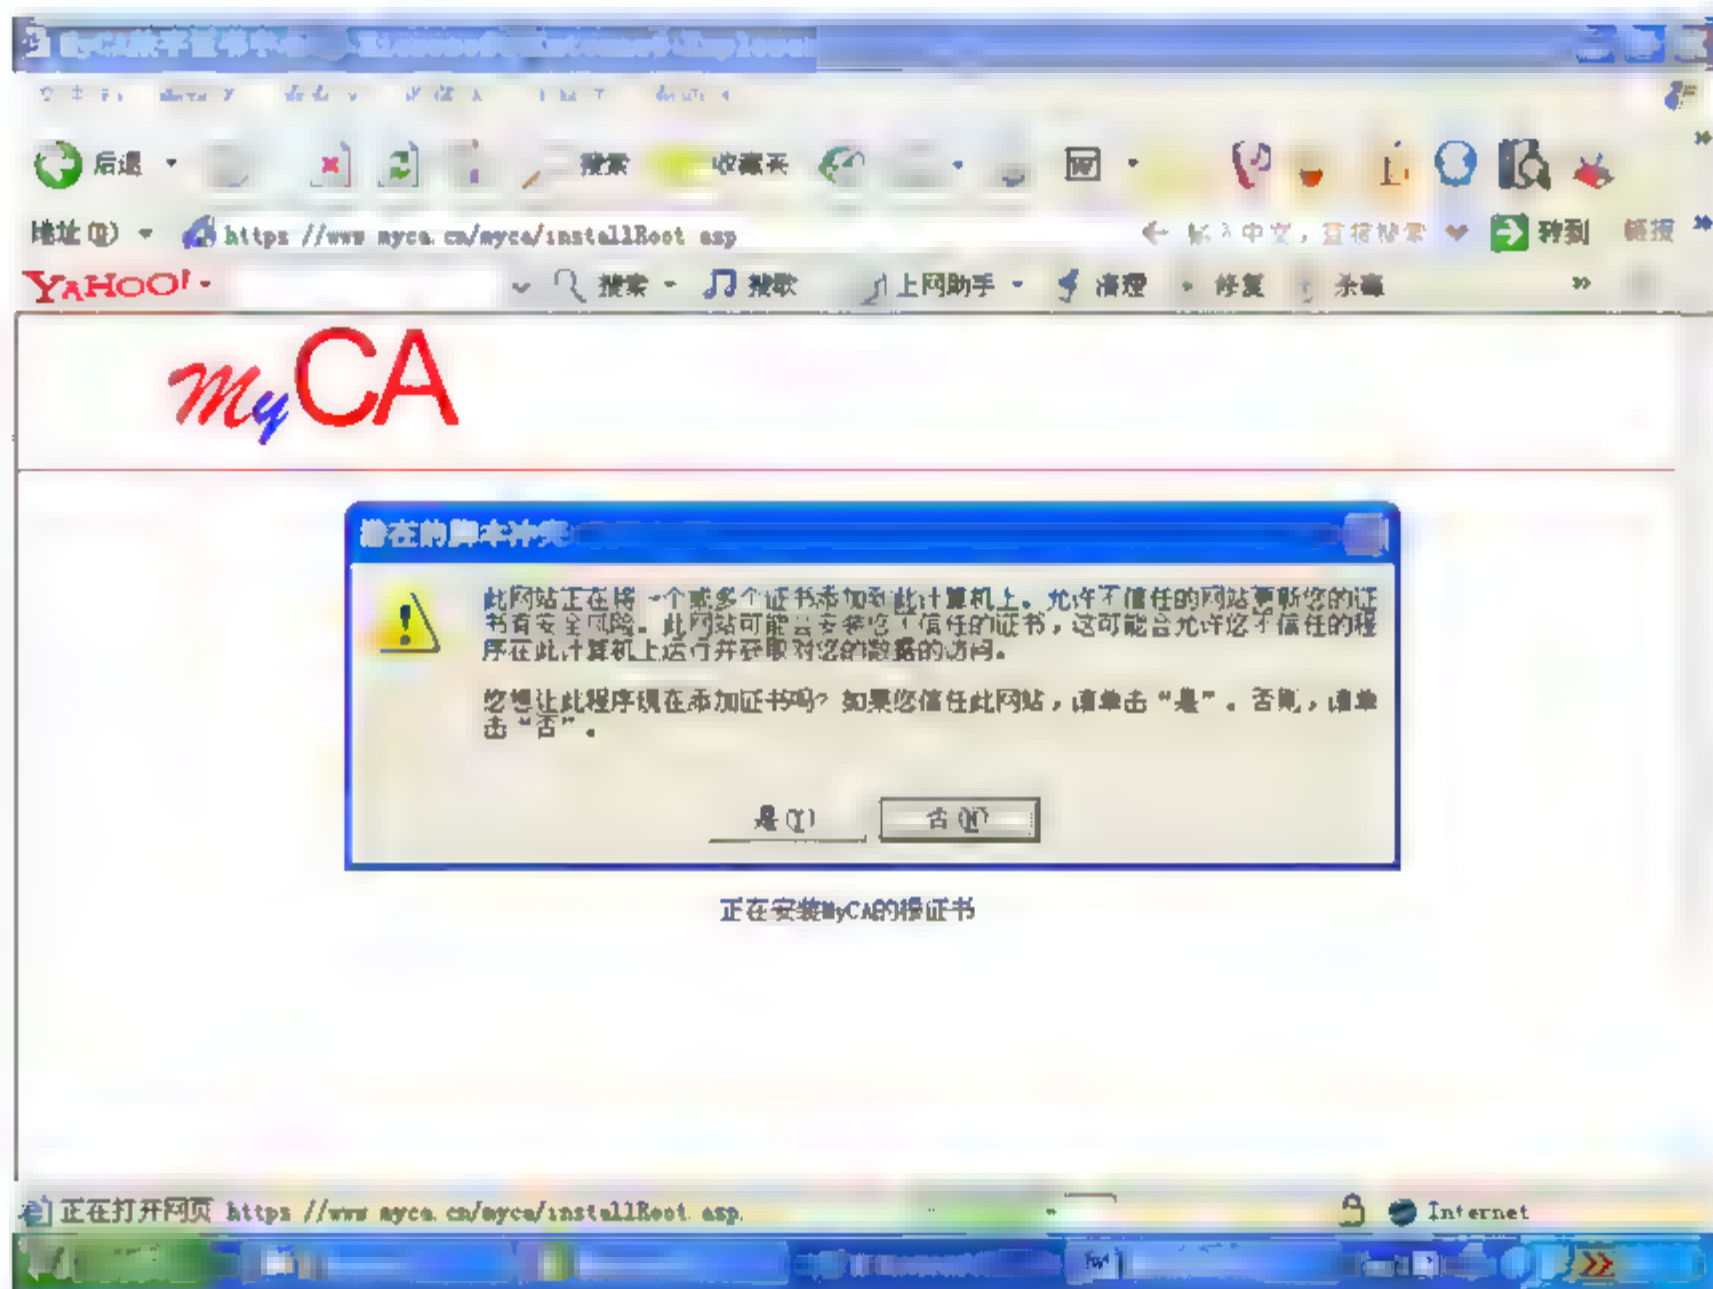 后退 搜索 收藏夹
地址(D) https://www.myca.cn/myca/installRoot.asp 转到 链接
YAHOO! 搜索 搜歌 上网助手 清理 修复 杀毒
MyCA
潜在的脚本冲突
此网站正在将一个或多个证书添加到此计算机上。允许不信任的网站更新您的证
书有安全风险。此网站可能会安装您不信任的证书，这可能会允许您不信任的程
序在此计算机上运行并获取对您的数据的访问。
您想让此程序现在添加证书吗？如果您信任此网站，请单击“是”。否则，请单
击“否”。
是(Y) 否(N)
正在安装MyCA的根证书
正在打开网页 https://www.myca.cn/myca/installRoot.asp. Internet